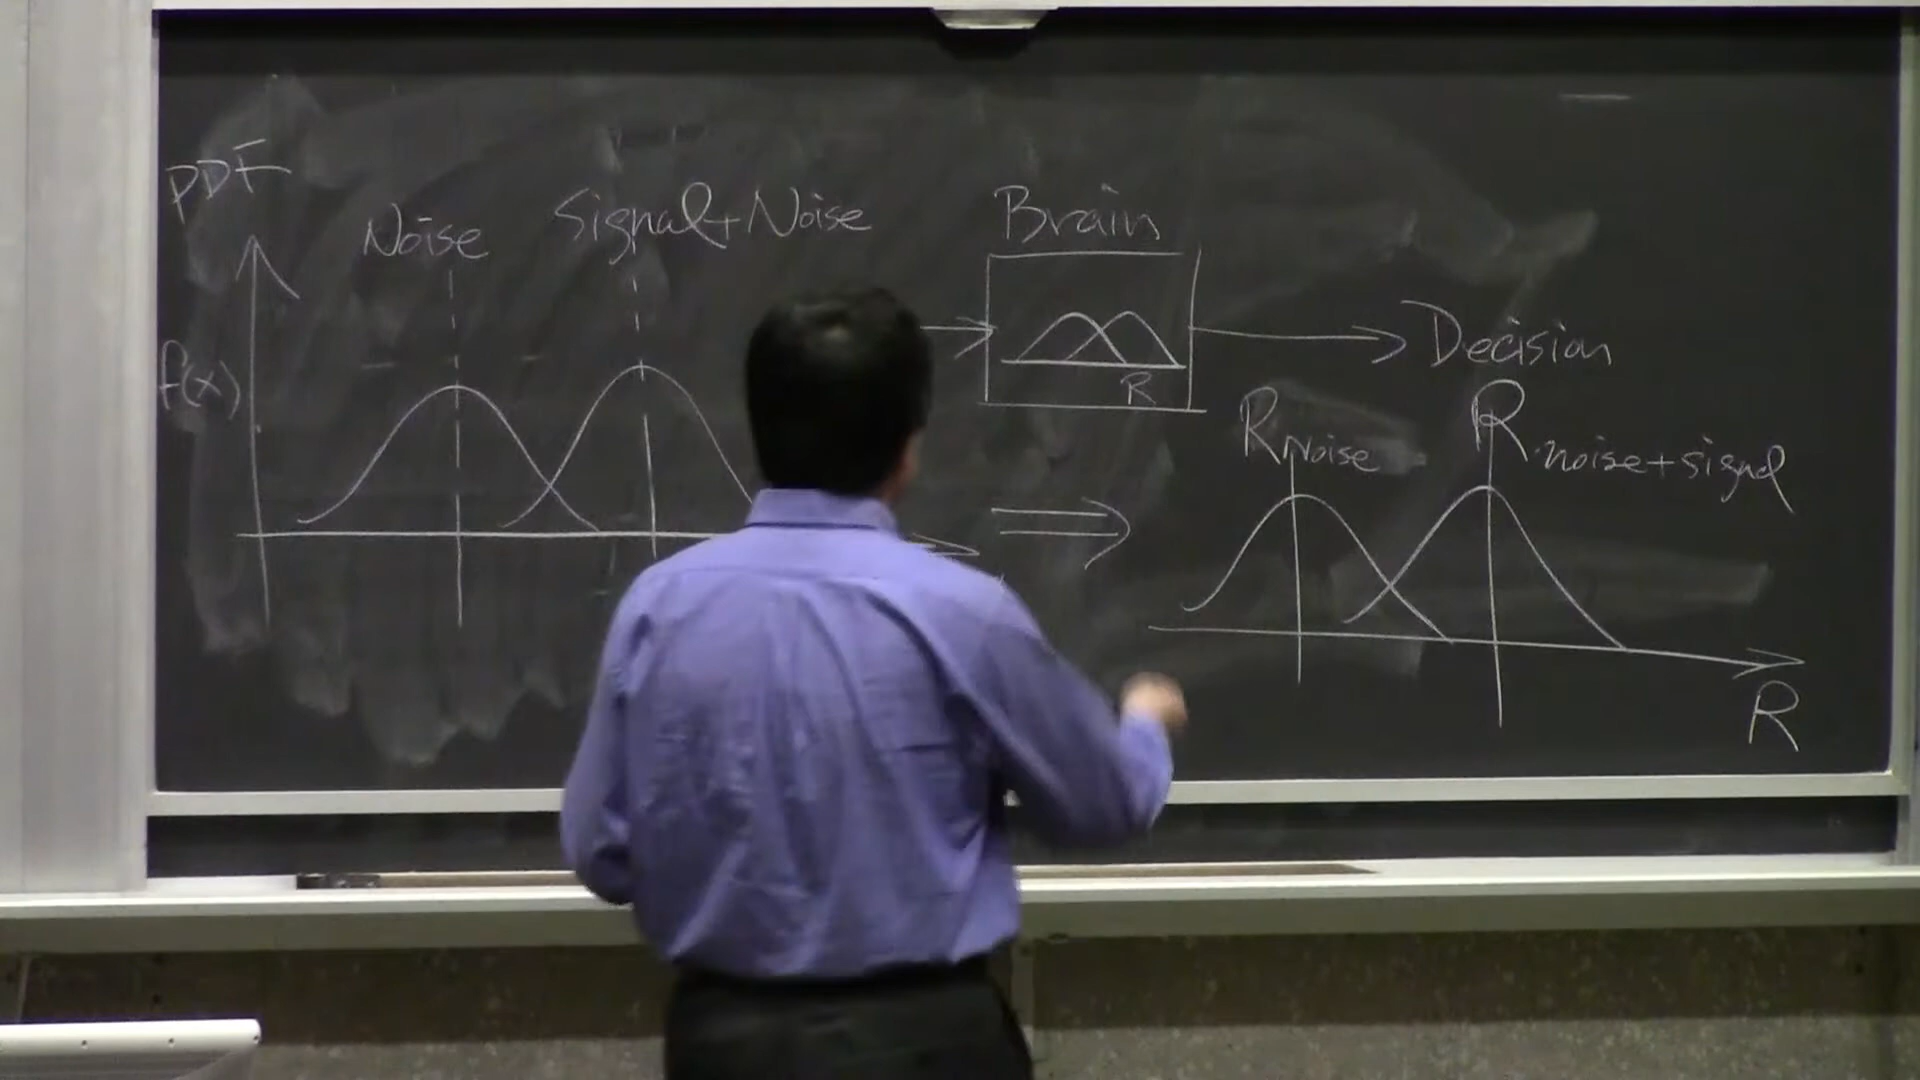 PDF
Noise
Signal+Noise
f(x)
Brain
R
Decision
R Noise
R noise+signal
R